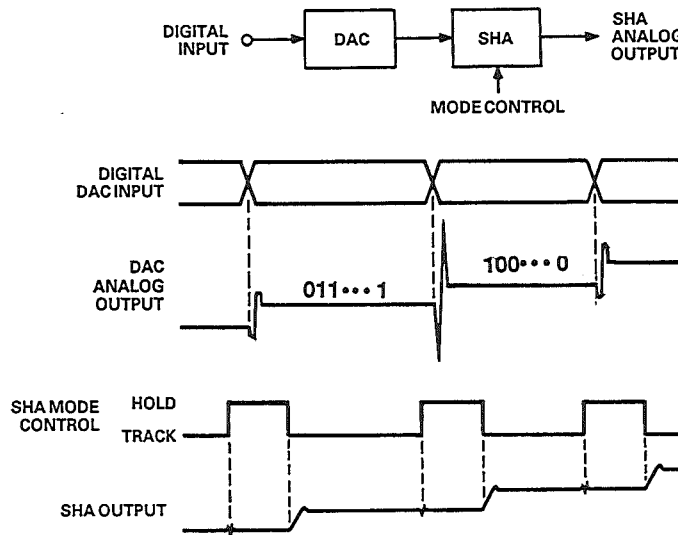 DIGITAL
INPUT
DAC
SHA
SHA
ANALOG
OUTPUT
MODE CONTROL
DIGITAL
DAC INPUT
DAC
ANALOG
OUTPUT
011••• 1
100••• 0
SHA MODE
CONTROL
HOLD
TRACK
SHA OUTPUT